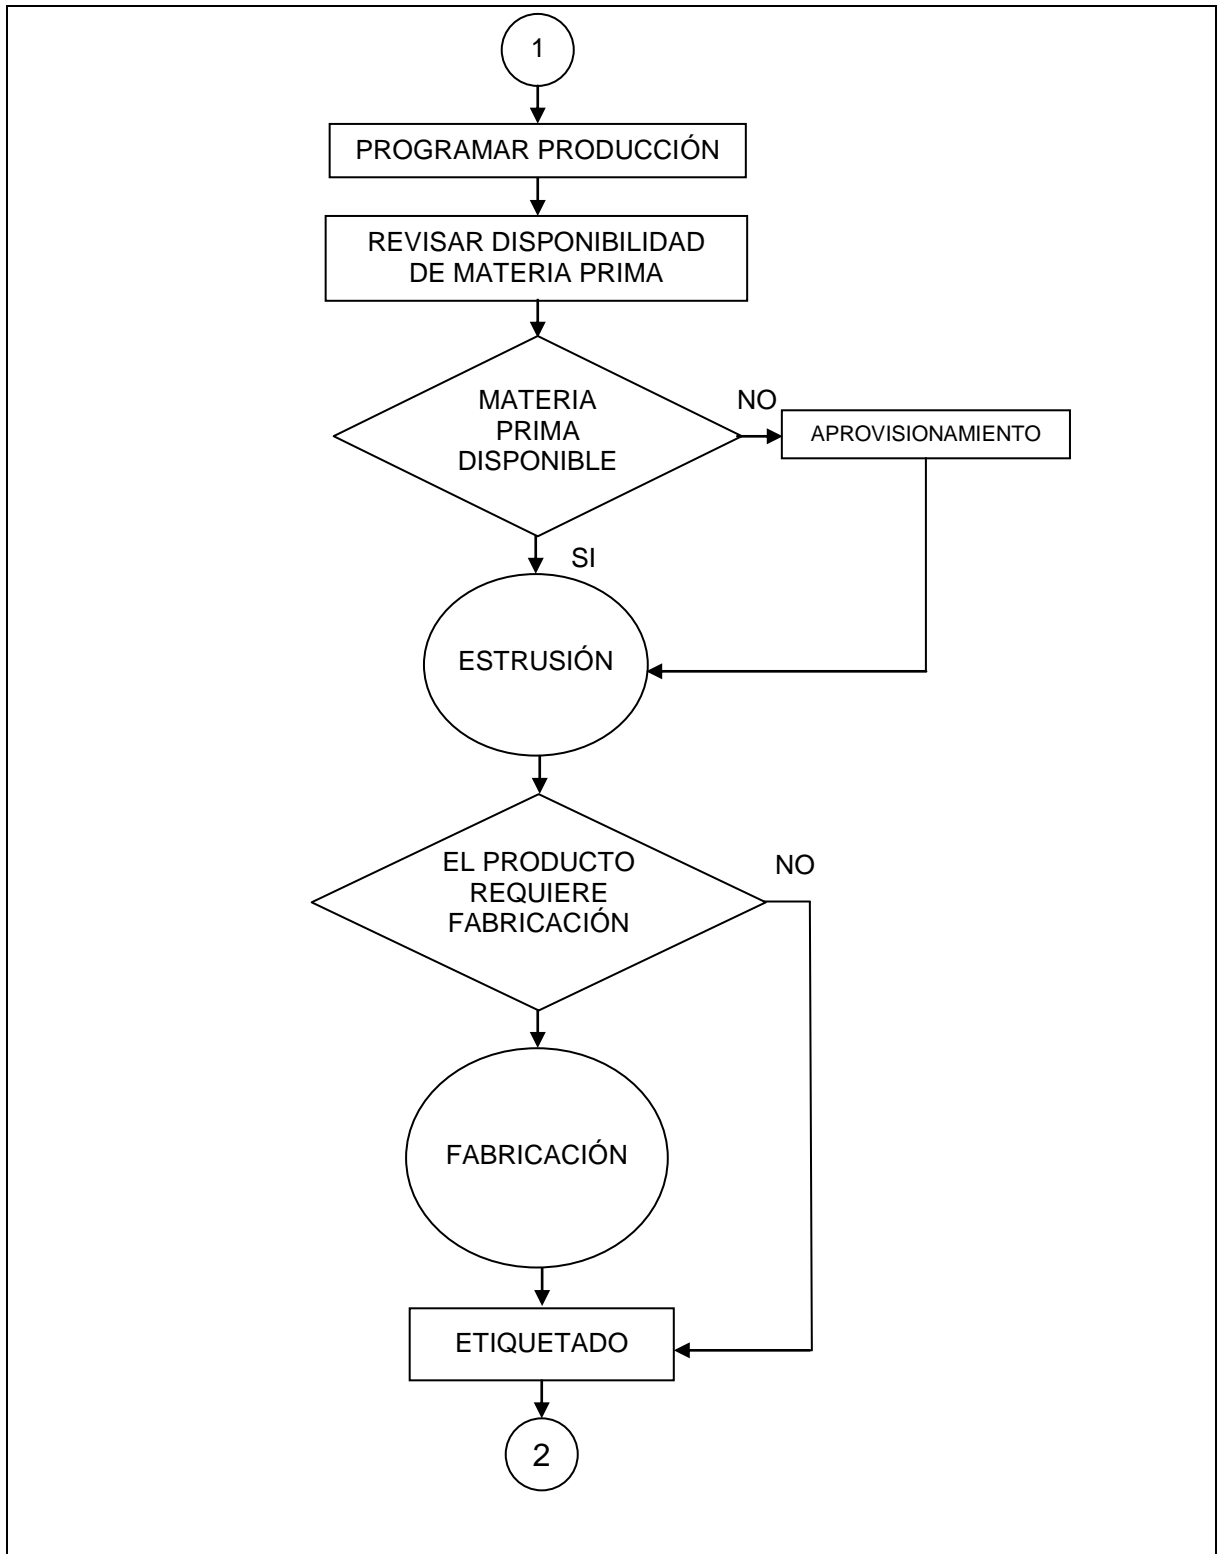 1
PROGRAMAR PRODUCCIÓN
REVISAR DISPONIBILIDAD
DE MATERIA PRIMA
MATERIA
PRIMA
DISPONIBLE
NO
APROVISIONAMIENTO
SI
ESTRUSIÓN
EL PRODUCTO
REQUIERE
FABRICACIÓN
NO
FABRICACIÓN
ETIQUETADO
2